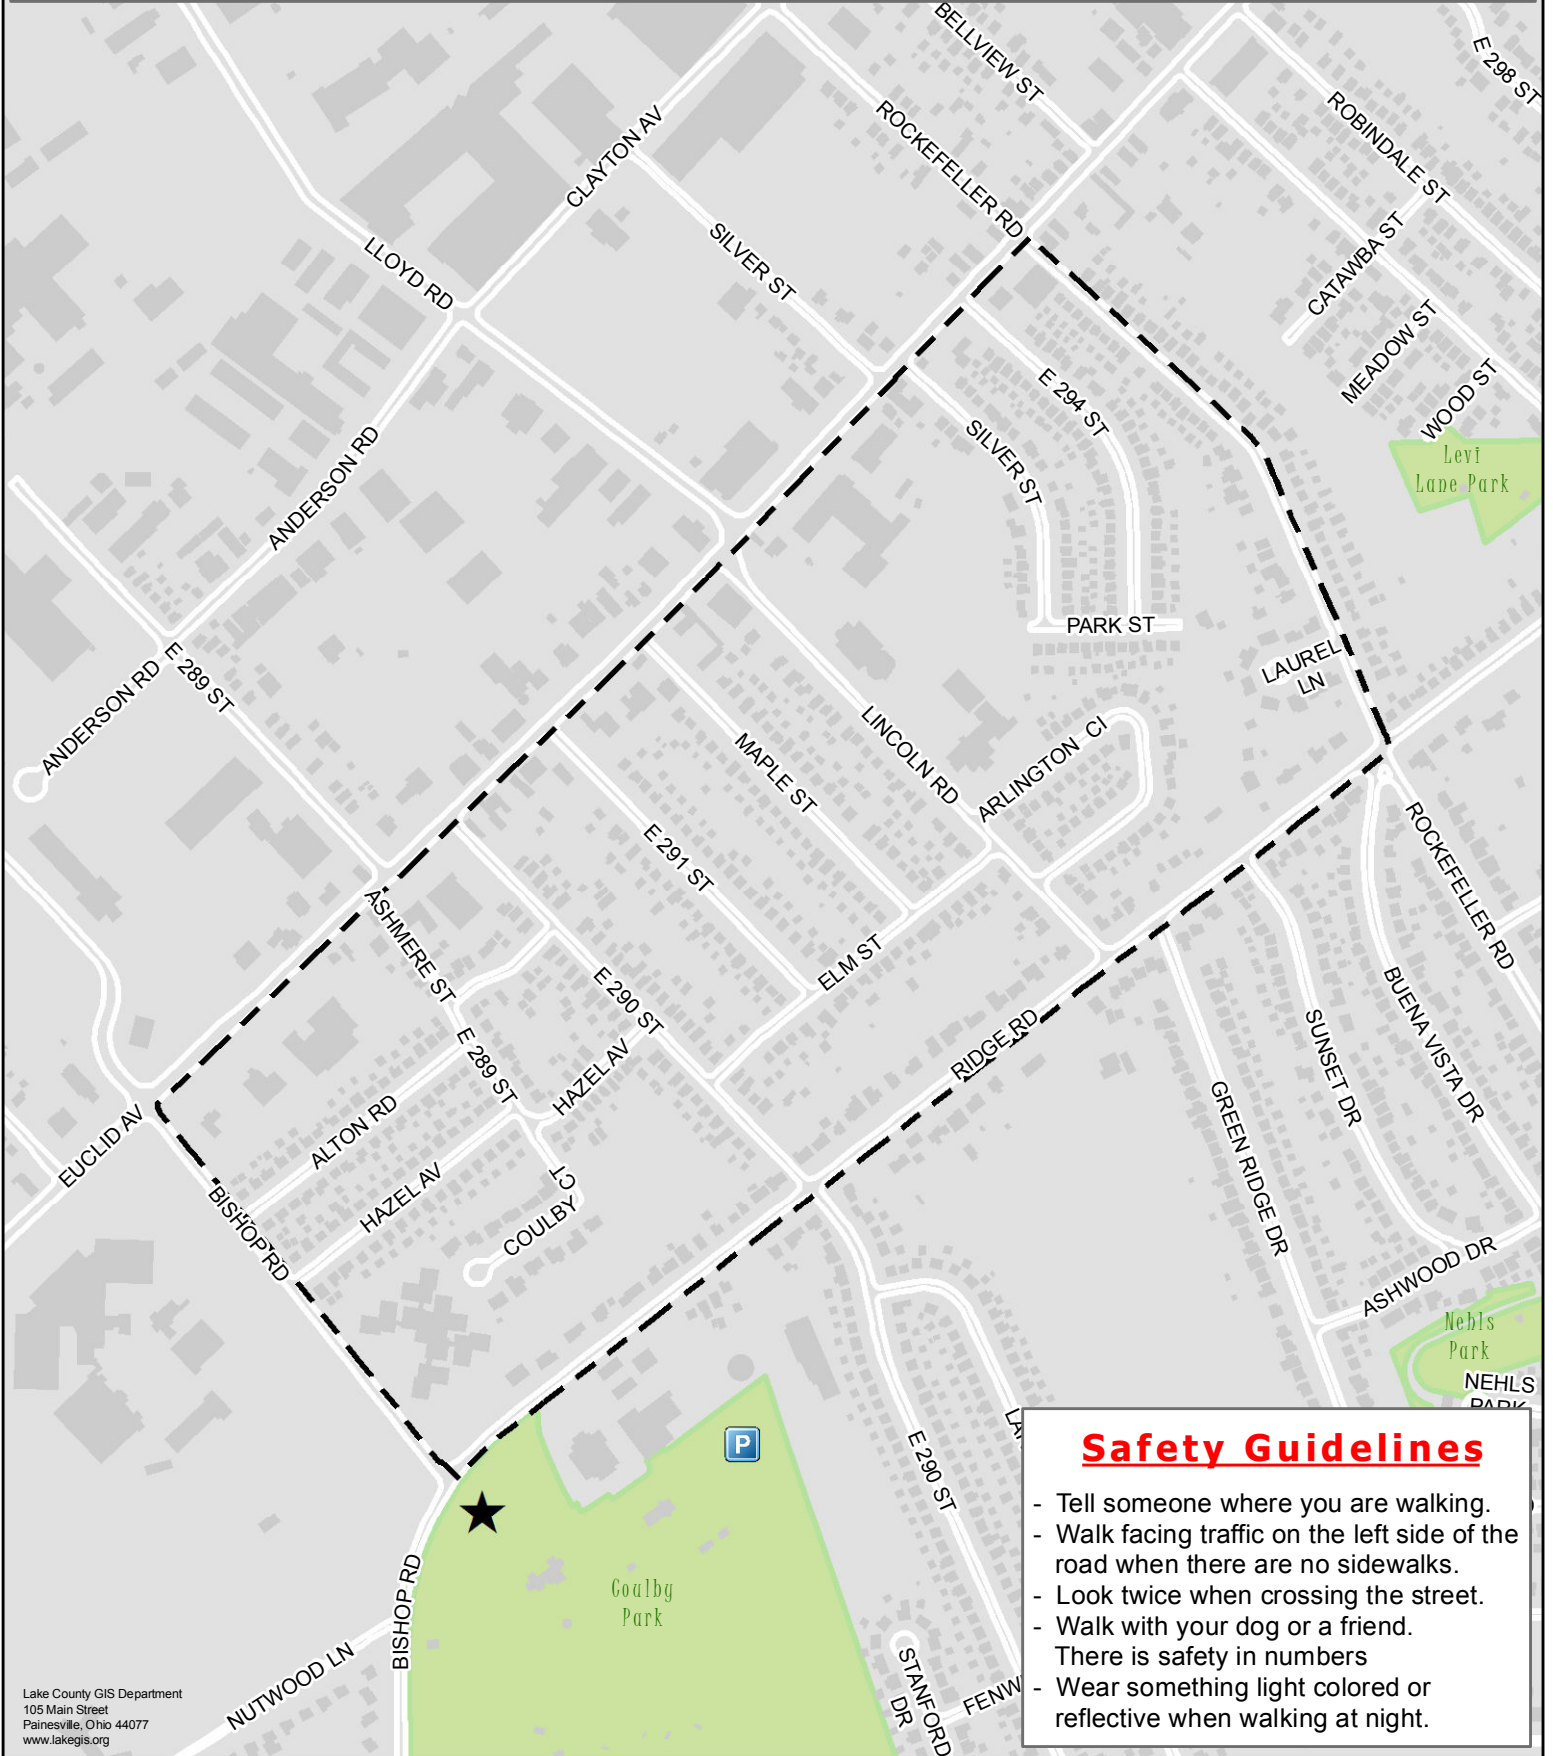 BELLVIEW ST
E 298 ST
ROBINDALE ST
ROCKEFELLER RD
CLAYTON AV
CATAWBA ST
SILVER ST
LLOYD RD
MEADOW ST
WOOD ST
E 294 ST
SILVER ST
Levi
Lane Park
ANDERSON RD
PARK ST
LAUREL
LN
E 289 ST
ANDERSON RD
LINCOLN RD
ARLINGTON CI
MAPLE ST
ROCKEFELLER RD
E 291 ST
ASHMERE ST
ELM ST
E 290 ST
BUENA VISTA DR
SUNSET DR
RIDGE RD
E 289 ST
HAZEL AV
GREEN RIDGE DR
ALTON RD
EUCLID AV
HAZEL AV
BISHOP RD
COULBY
CT
ASHWOOD DR
Nehls
Park
NEHLS
PARK
E 290 ST
P
Safety Guidelines
- Tell someone where you are walking.
- Walk facing traffic on the left side of the
road when there are no sidewalks.
- Look twice when crossing the street.
- Walk with your dog or a friend.
There is safety in numbers
- Wear something light colored or
reflective when walking at night.
Coulby
Park
BISHOP RD
NUTWOOD LN
STANFORD
DR
Lake County GIS Department
105 Main Street
Painesville, Ohio 44077
www.lakegis.org